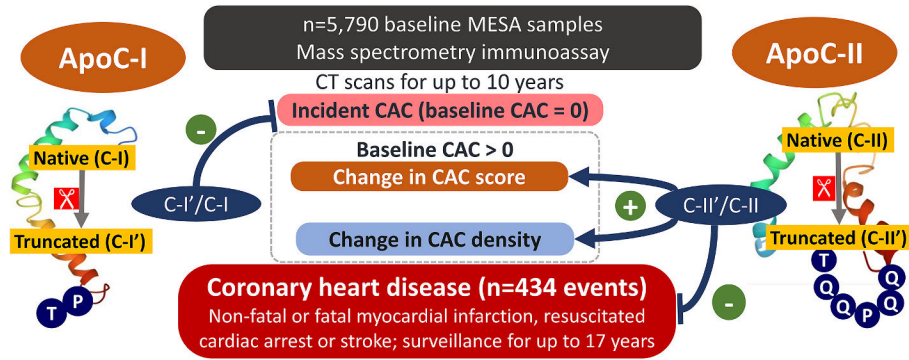 n=5,790 baseline MESA samples
Mass spectrometry immunoassay
ApoC-I
ApoC-II
CT scans for up to 10 years
Incident CAC (baseline CAC = 0)
-
Baseline CAC > 0
Change in CAC score
Change in CAC density
+
Native (C-I)
Truncated (C-I')
T P
C-I'/C-I
C-II'/C-II
Native (C-II)
Truncated (C-II')
T
Q
Q
P
Q
Q
Coronary heart disease (n=434 events)
Non-fatal or fatal myocardial infarction, resuscitated
cardiac arrest or stroke; surveillance for up to 17 years
-